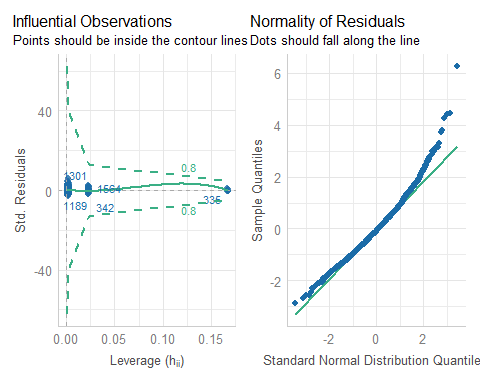 Influential Observations
Points should be inside the contour lines
40
0
-40
Std. Residuals
1301
1584
1189
342
335
0.8
0.8
0.00
0.05
0.10
0.15
Leverage (hii)
Normality of Residuals
Dots should fall along the line
6
4
2
0
-2
Sample Quantiles
-2
0
2
Standard Normal Distribution Quantile